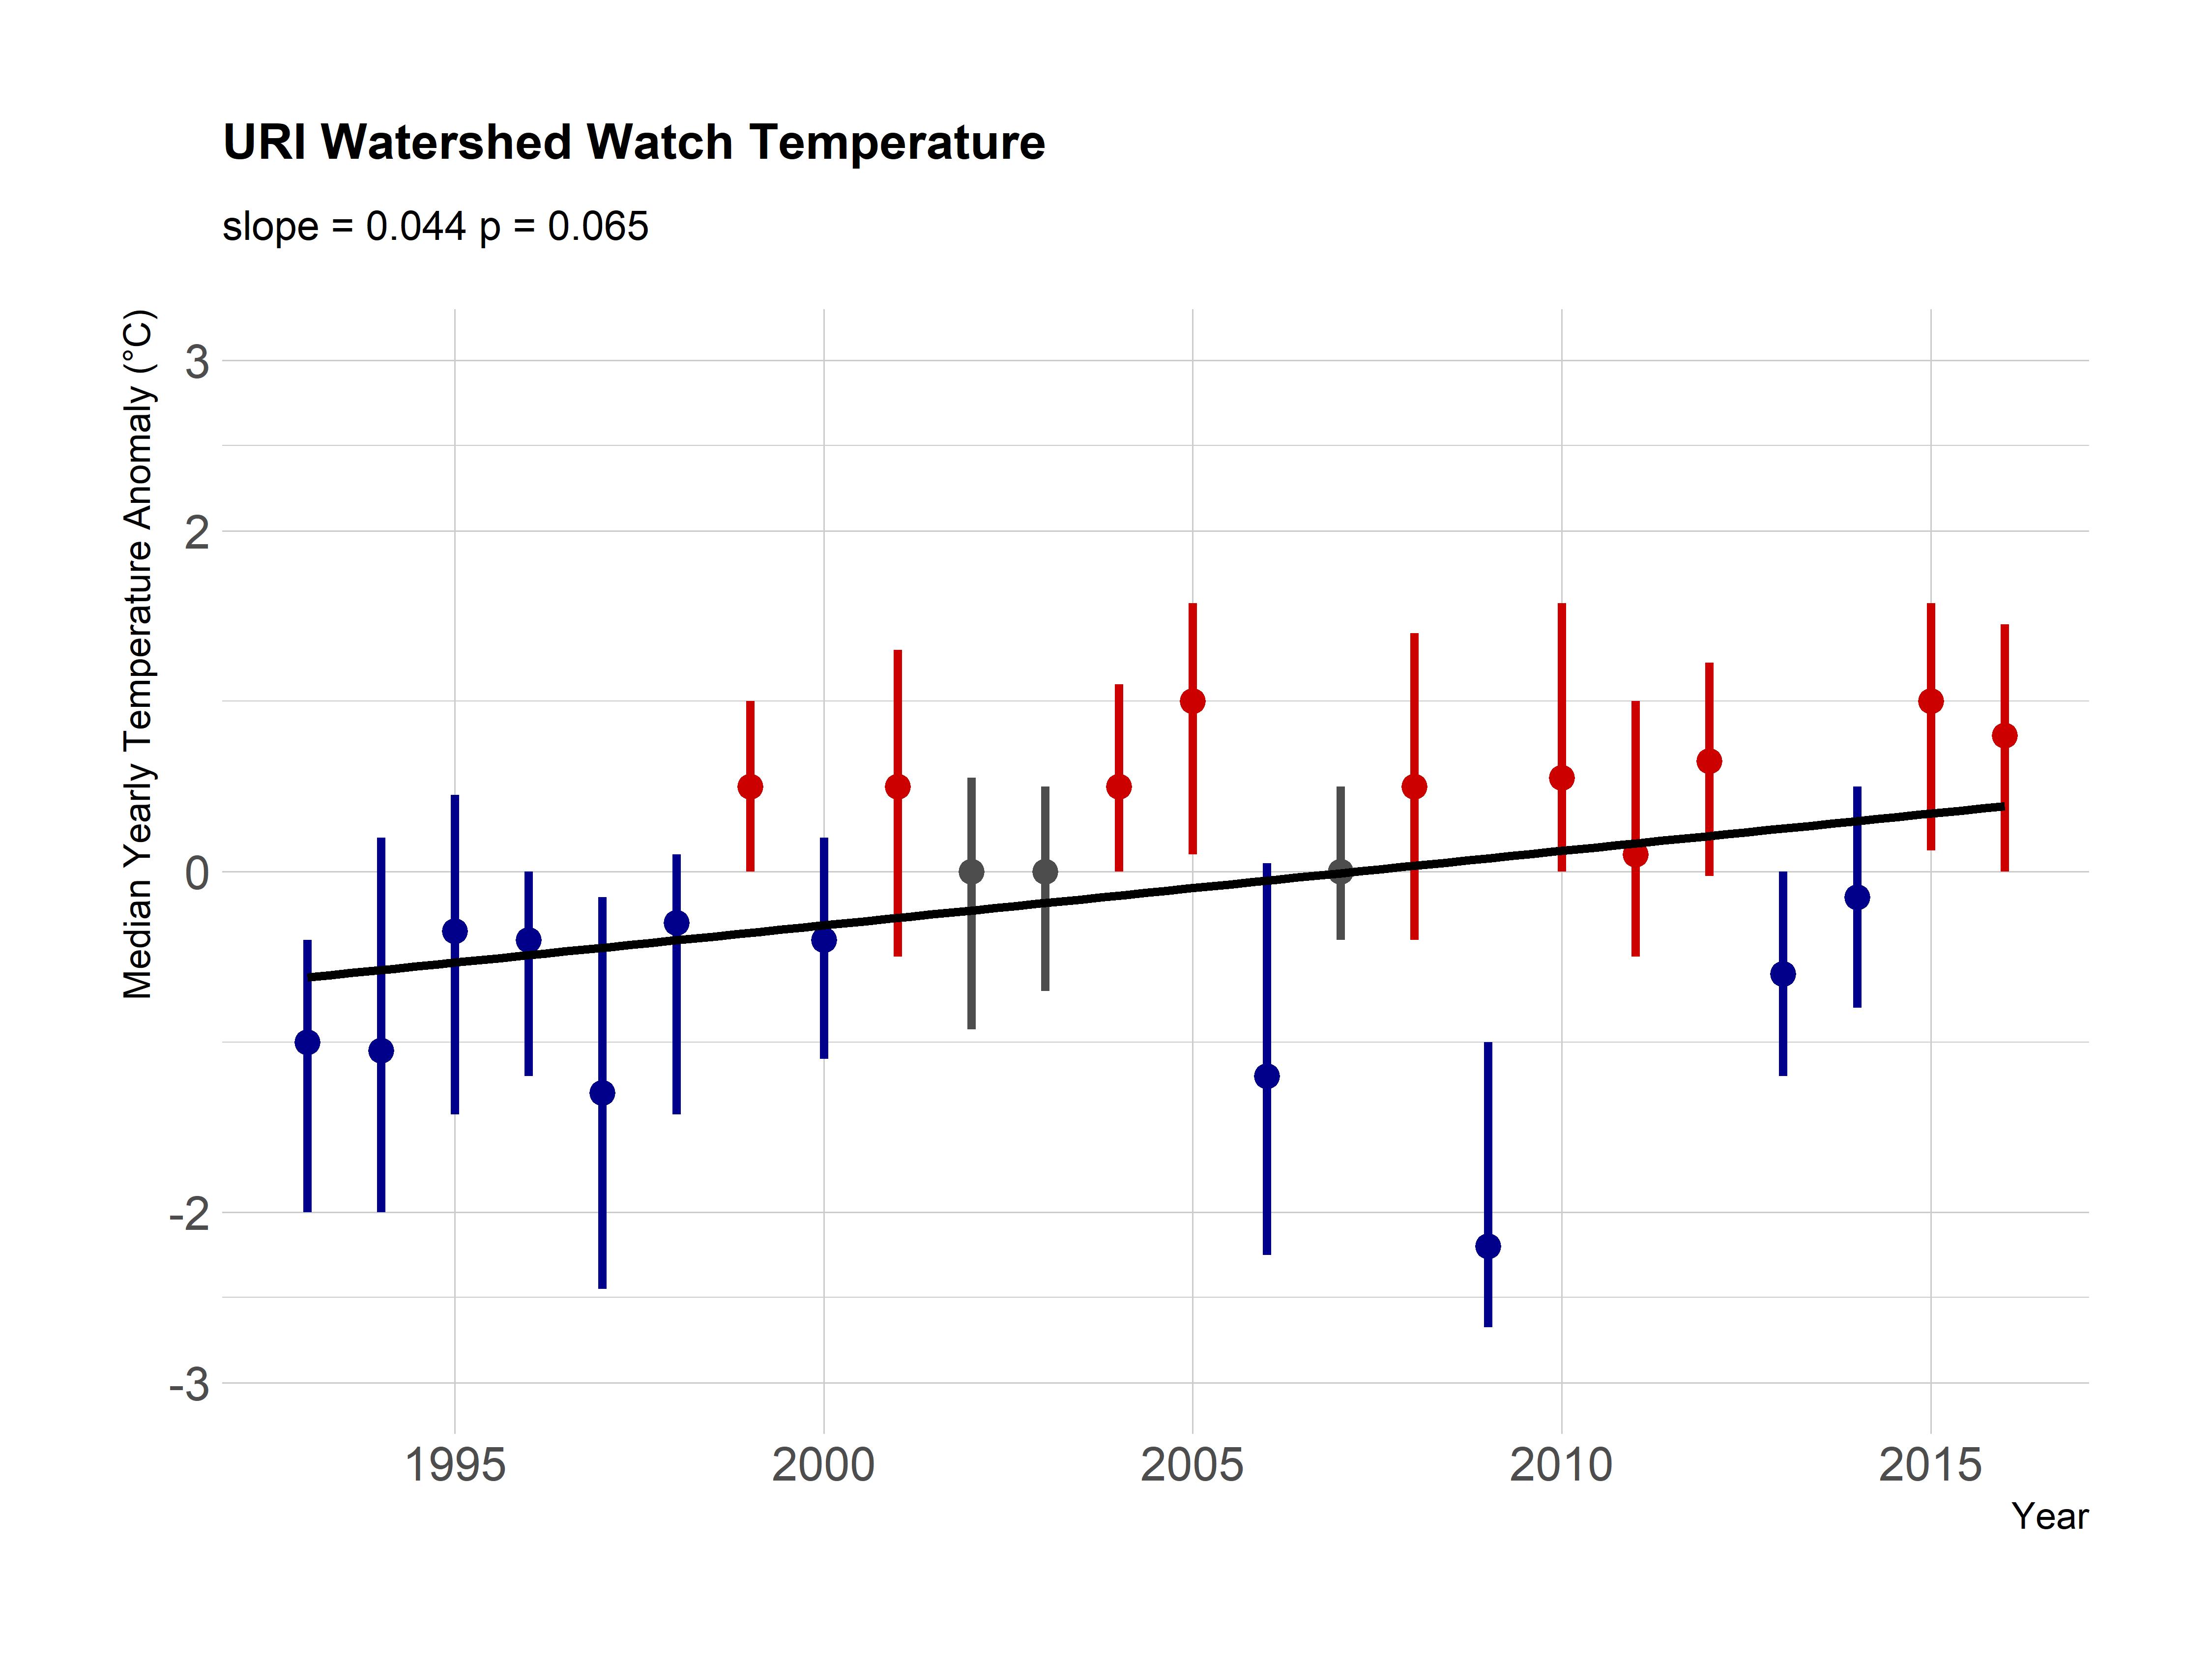 URI Watershed Watch Temperature
slope = 0.044 p = 0.065
Median Yearly Temperature Anomaly (°C)
3
2
0
-2
-3
1995 2000 2005 2010 2015
Year